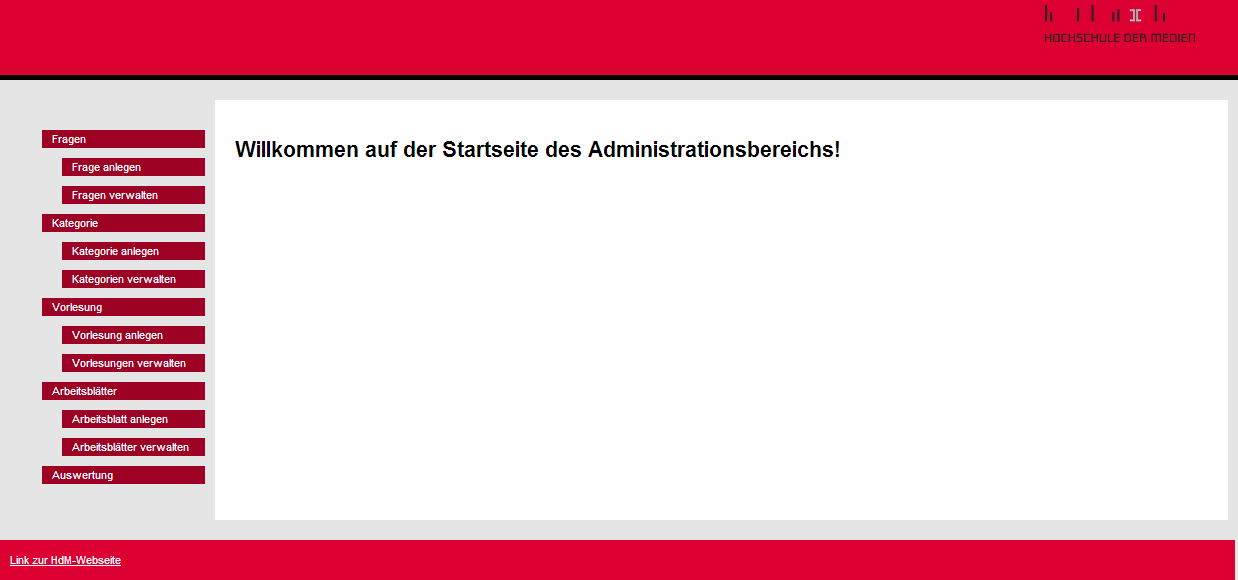 HOCHSCHULE DER MEDIEN
Fragen
Frage anlegen
Fragen verwalten
Kategorie
Kategorie anlegen
Kategorien verwalten
Vorlesung
Vorlesung anlegen
Vorlesungen verwalten
Arbeitsblätter
Arbeitsblatt anlegen
Arbeitsblätter verwalten
Auswertung
Willkommen auf der Startseite des Administrationsbereichs!
Link zur HdM-Webseite